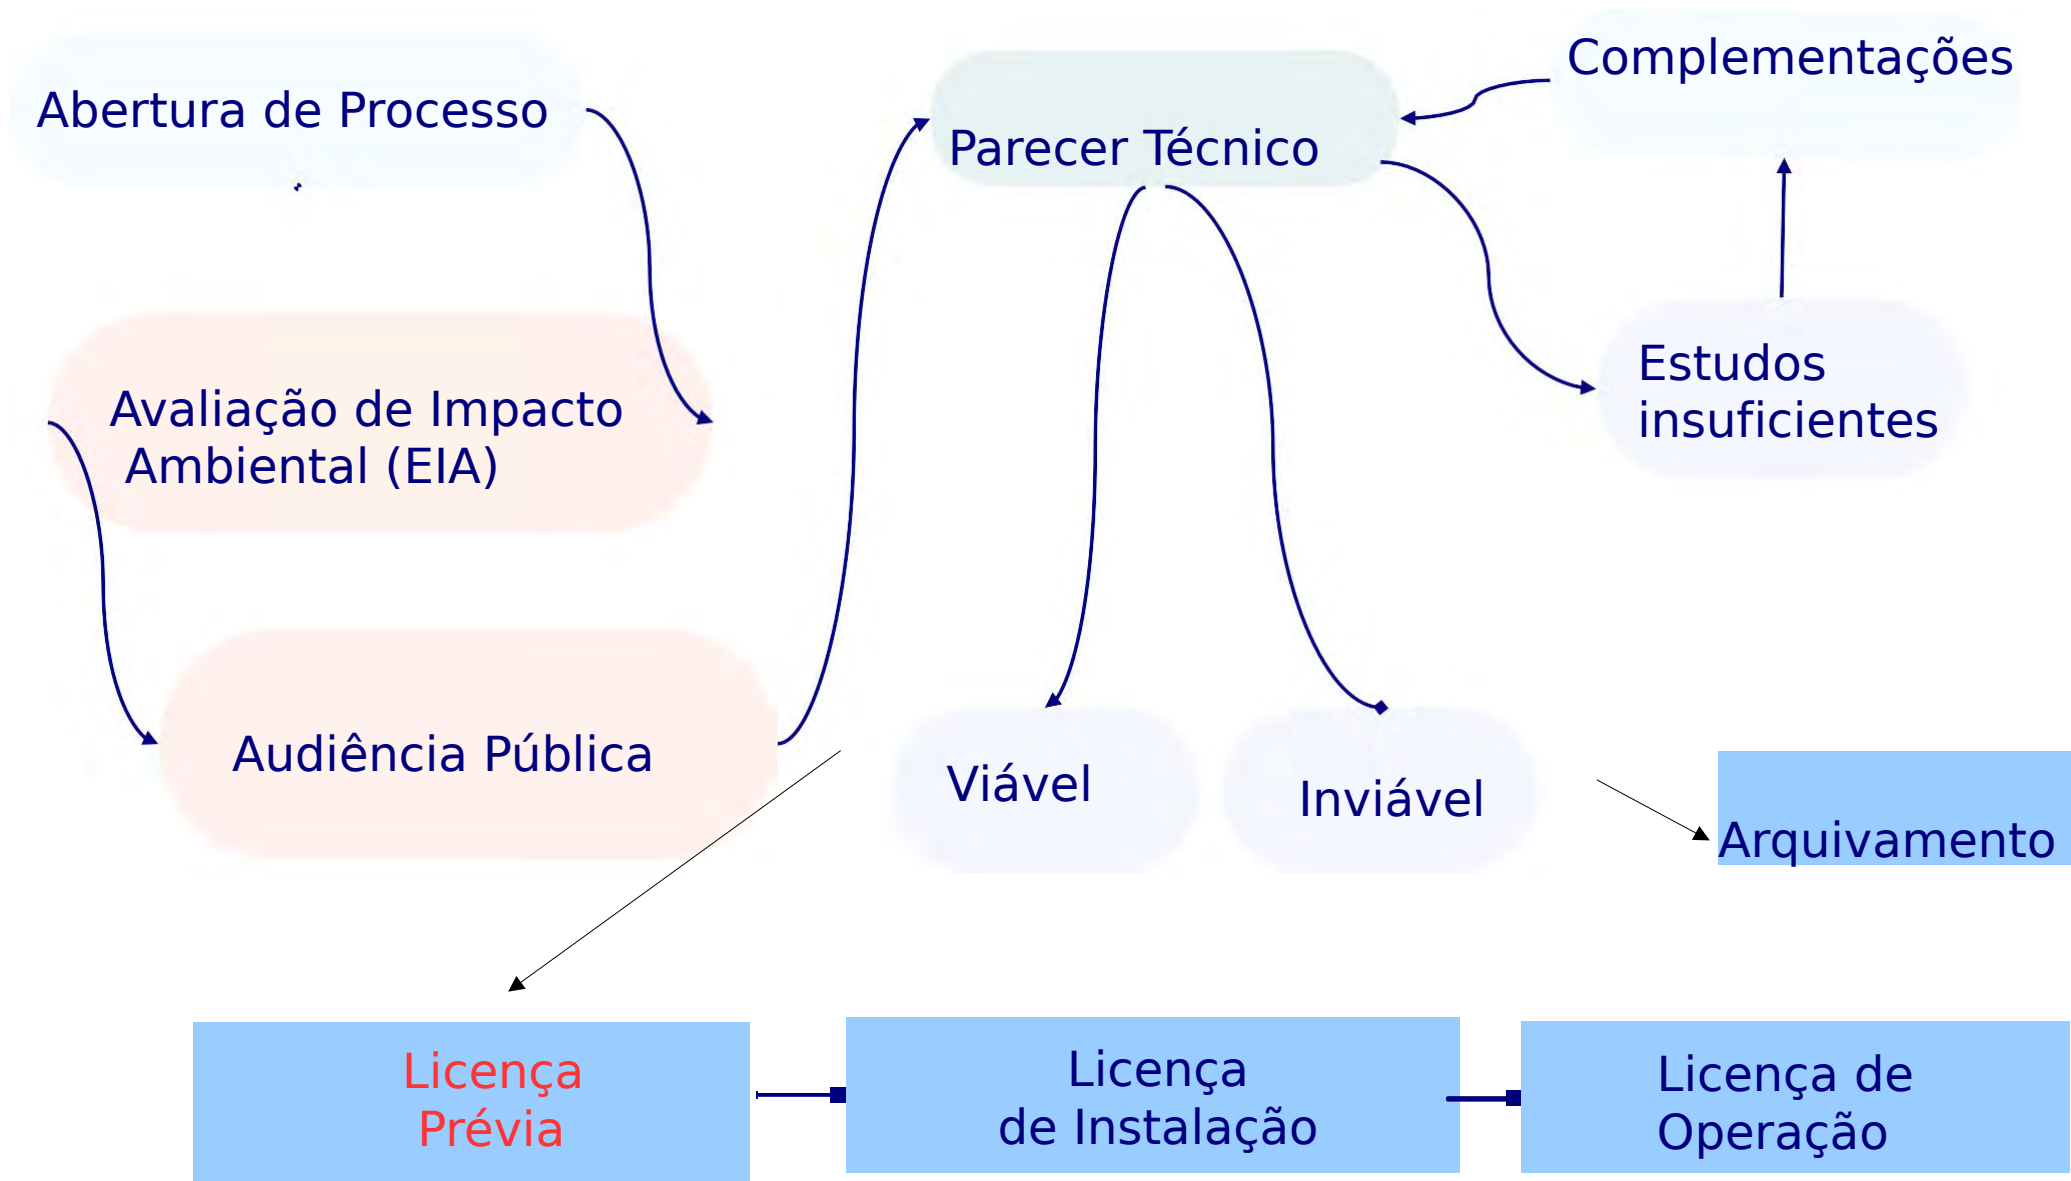 Abertura de Processo
Avaliação de Impacto
Ambiental (EIA)
Audiência Pública
Parecer Técnico
Complementações
Estudos
insuficientes
Viável
Inviável
Arquivamento
Licença
Prévia
Licença
de Instalação
Licença de
Operação